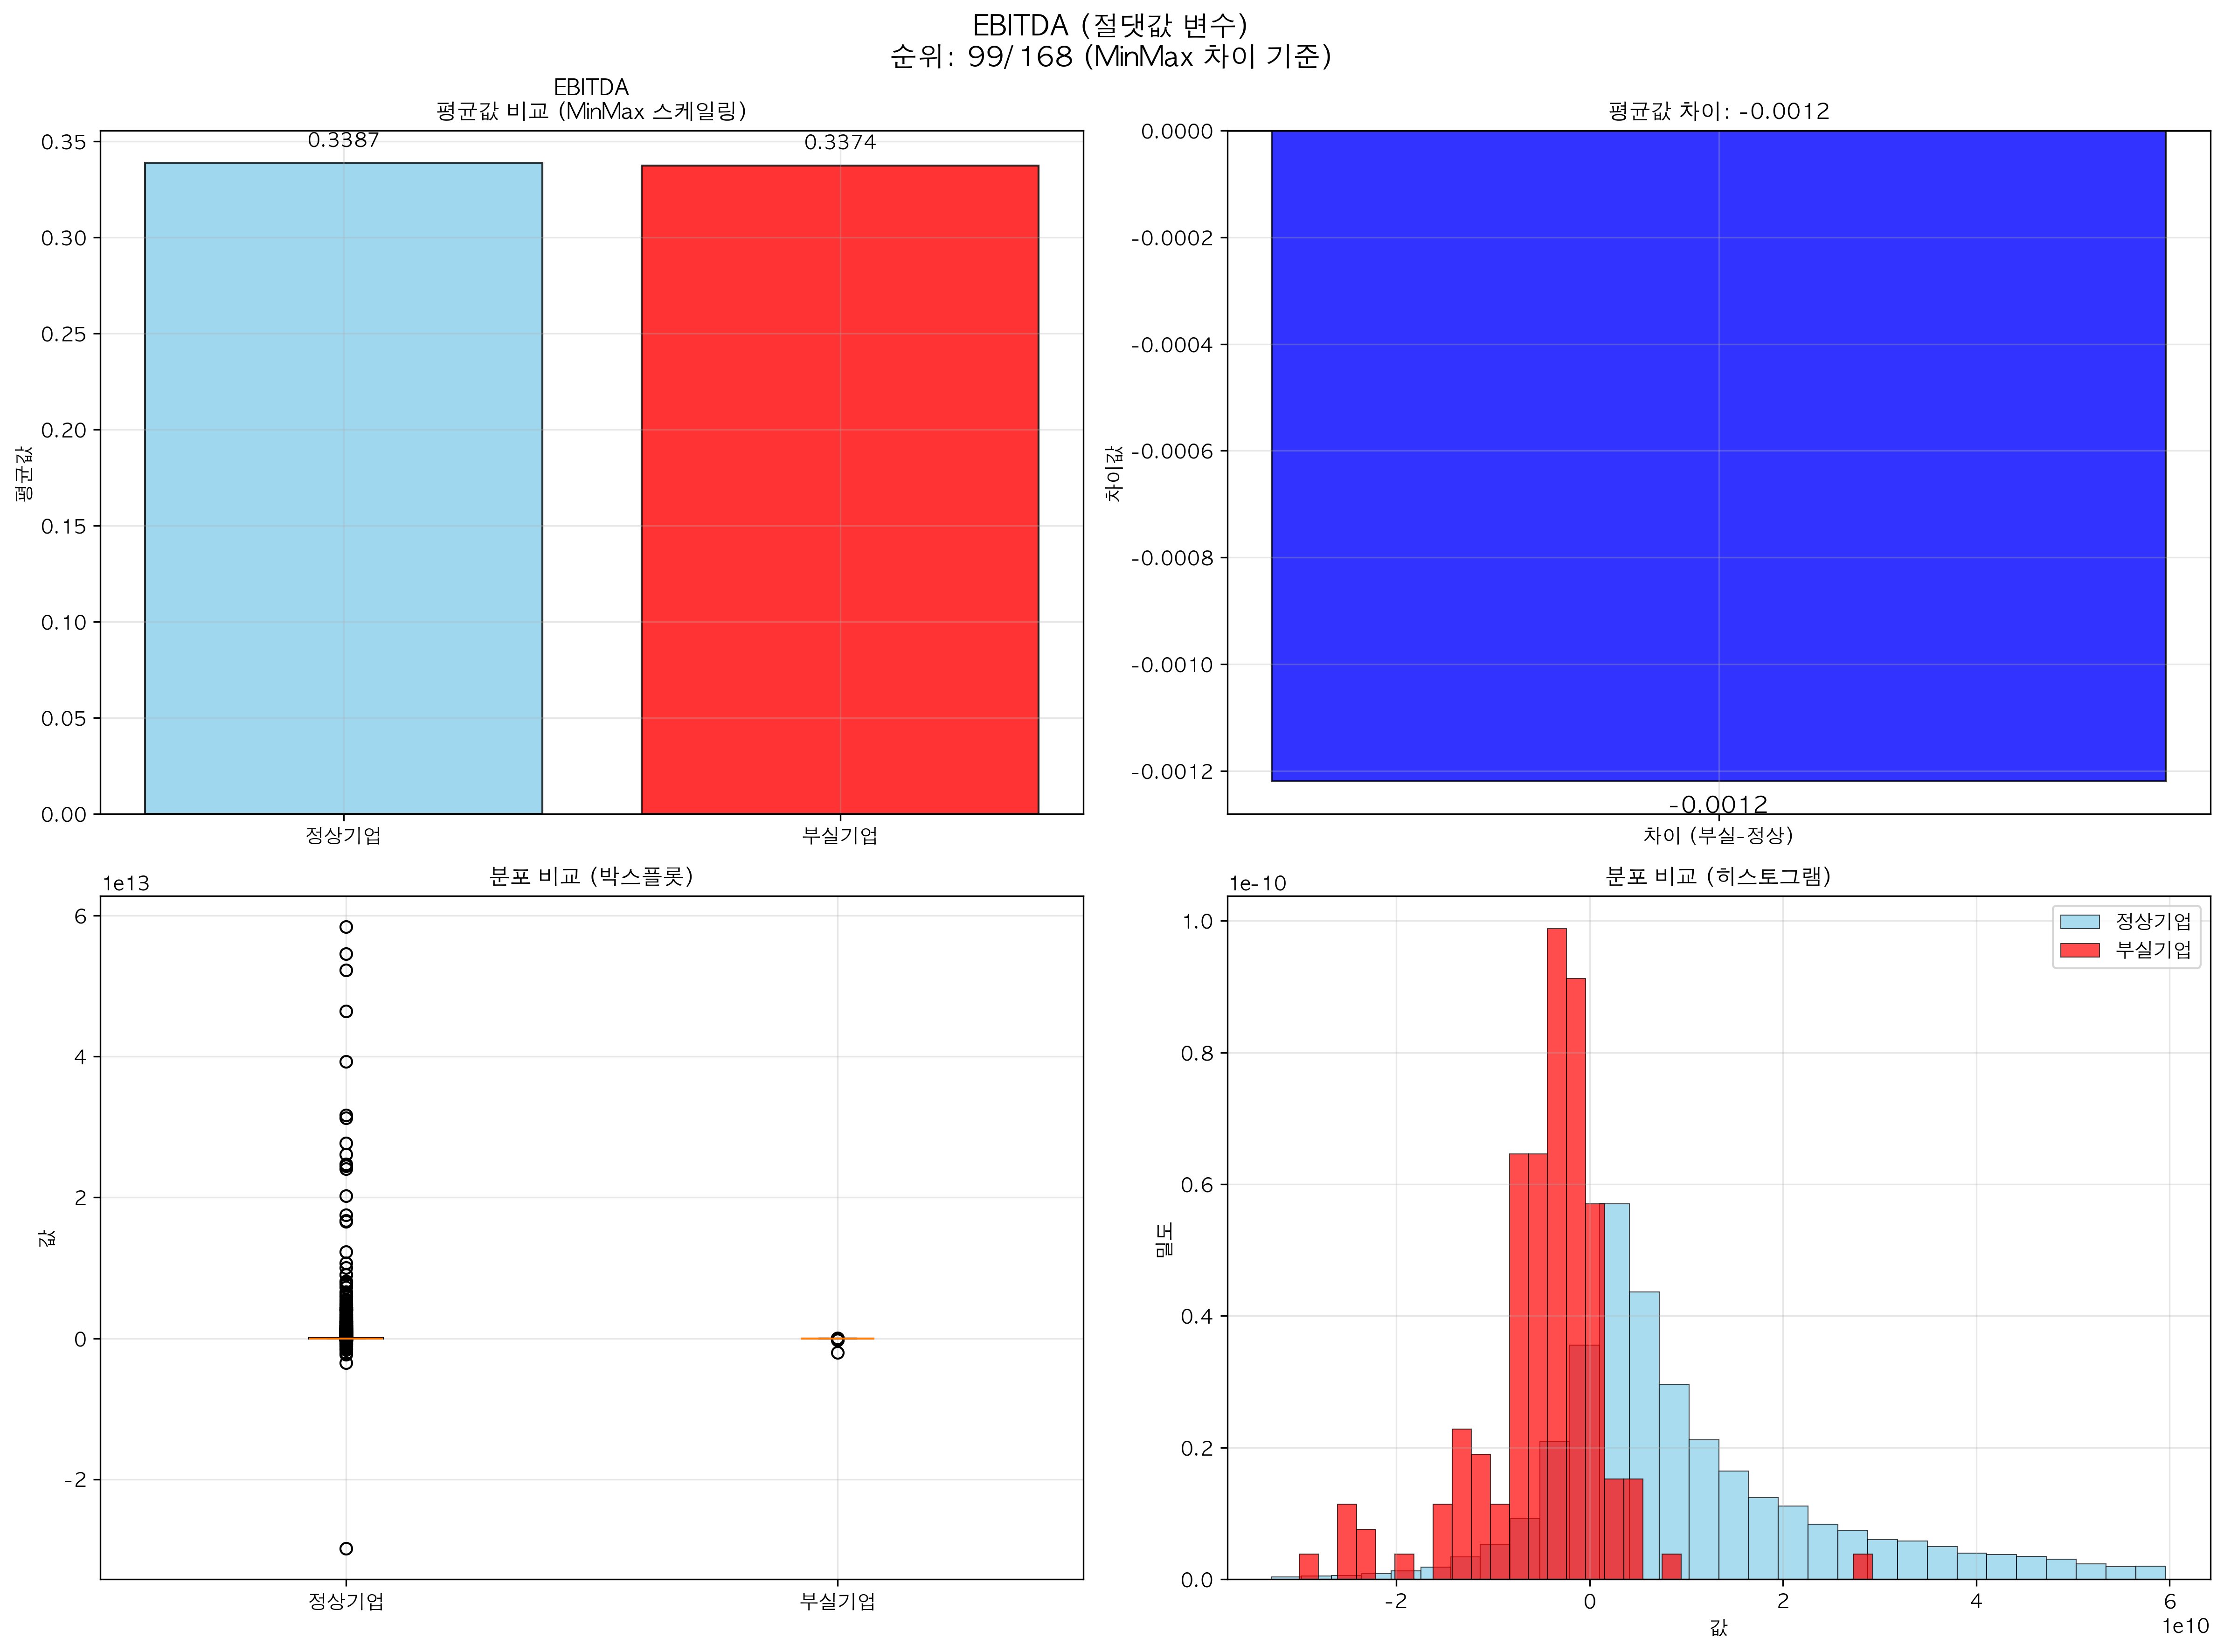 EBITDA (절댓값 변수)
순위: 99/168 (MinMax 차이 기준)
EBITDA
평균값 비교 (MinMax 스케일링)
평균값
0.35
0.30
0.25
0.20
0.15
0.10
0.05
0.00
0.3387
0.3374
정상기업
부실기업
평균값 차이: -0.0012
차이값
0.0000
-0.0002
-0.0004
-0.0006
-0.0008
-0.0010
-0.0012
-0.0012
차이 (부실-정상)
분포 비교 (박스플롯)
1e13
값
6
4
2
0
-2
정상기업
부실기업
분포 비교 (히스토그램)
1e-10
밀도
1.0
0.8
0.6
0.4
0.2
0.0
정상기업
부실기업
-2
0
2
4
6
1e10
값